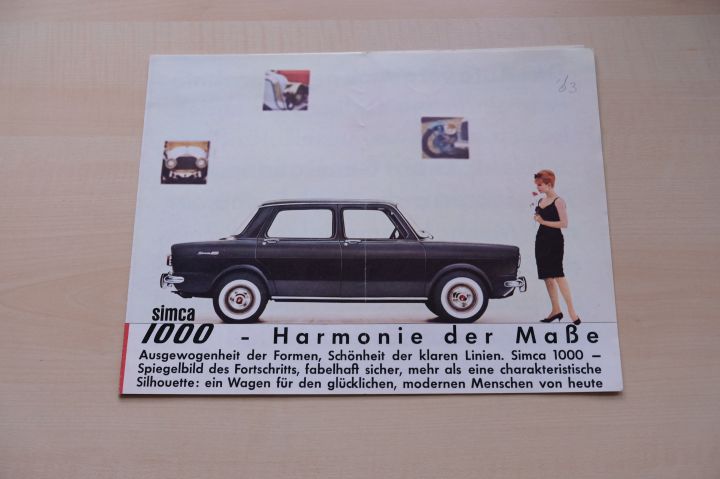 '63
simca
1000 - Harmonie der Maße
Ausgewogenheit der Formen, Schönheit der klaren Linien. Simca 1000 —
Spiegelbild des Fortschritts, fabelhaft sicher, mehr als eine charakteristische
Silhouette: ein Wagen für den glücklichen, modernen Menschen von heute